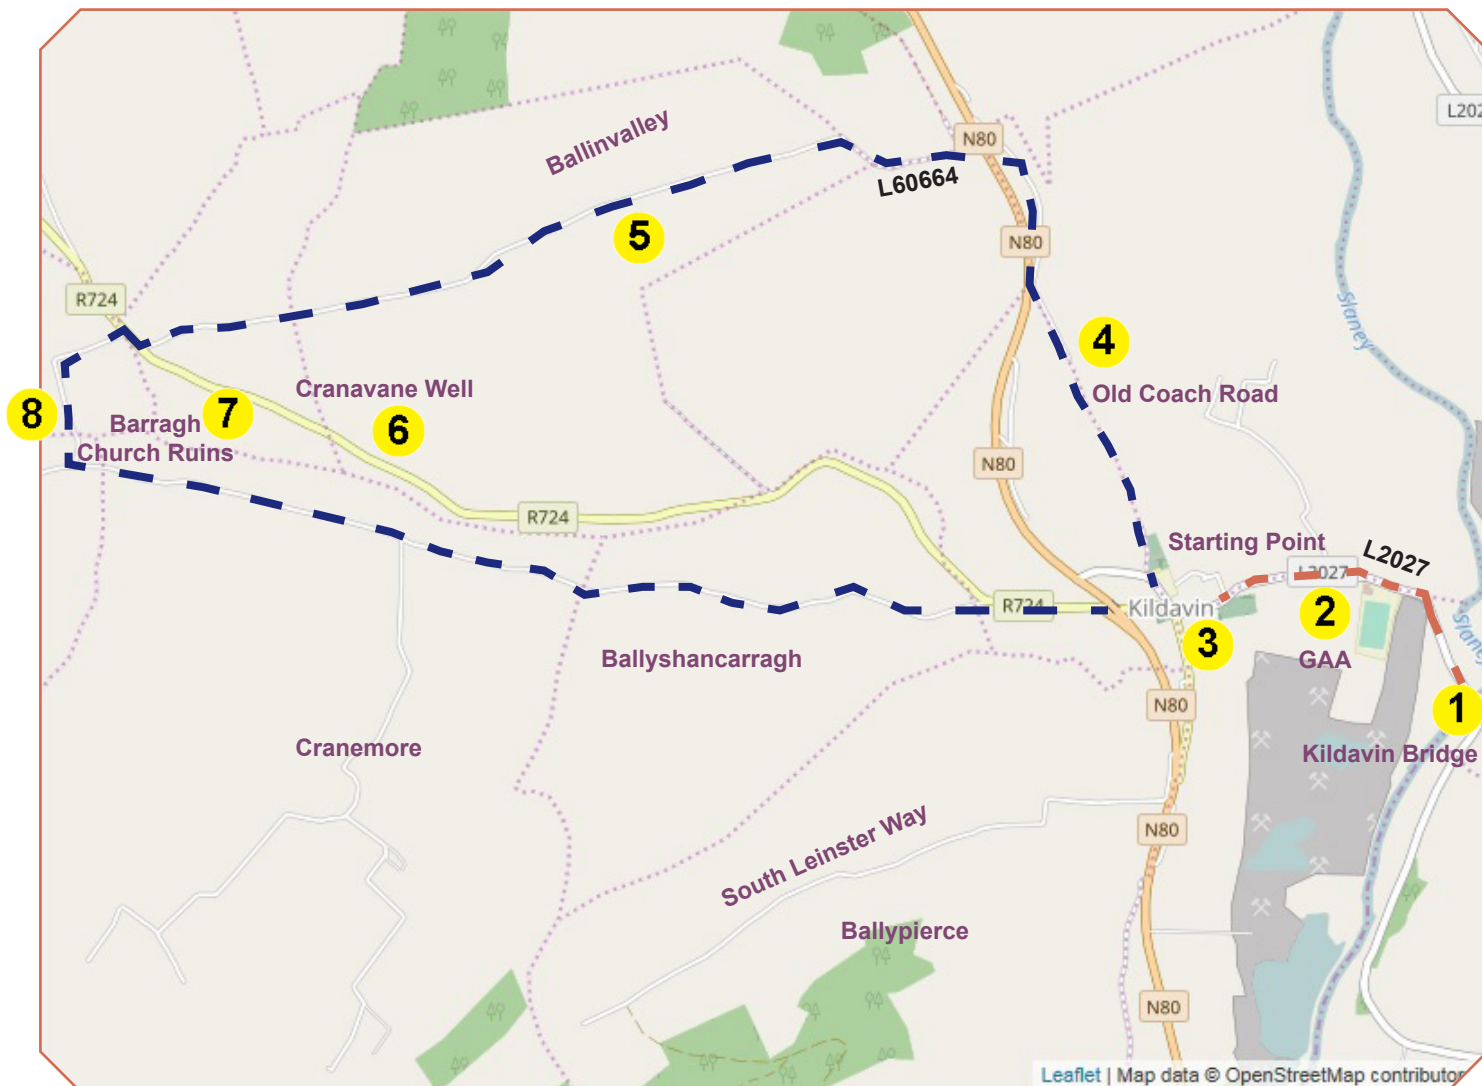 L202
N80
Ballinvalley
L60664
5
N80
R724
Slaney
4
Cranavane Well
Old Coach Road
8
7
6
Barragh
Church Ruins
N80
R724
Starting Point
L2027
L2027
R724
Kildavin
2
3
Slaney
Ballyshancarragh
GAA
1
N80
Cranemore
Kildavin Bridge
South Leinster Way
N80
Ballypierce
N80
Leaflet | Map data © OpenStreetMap contributor